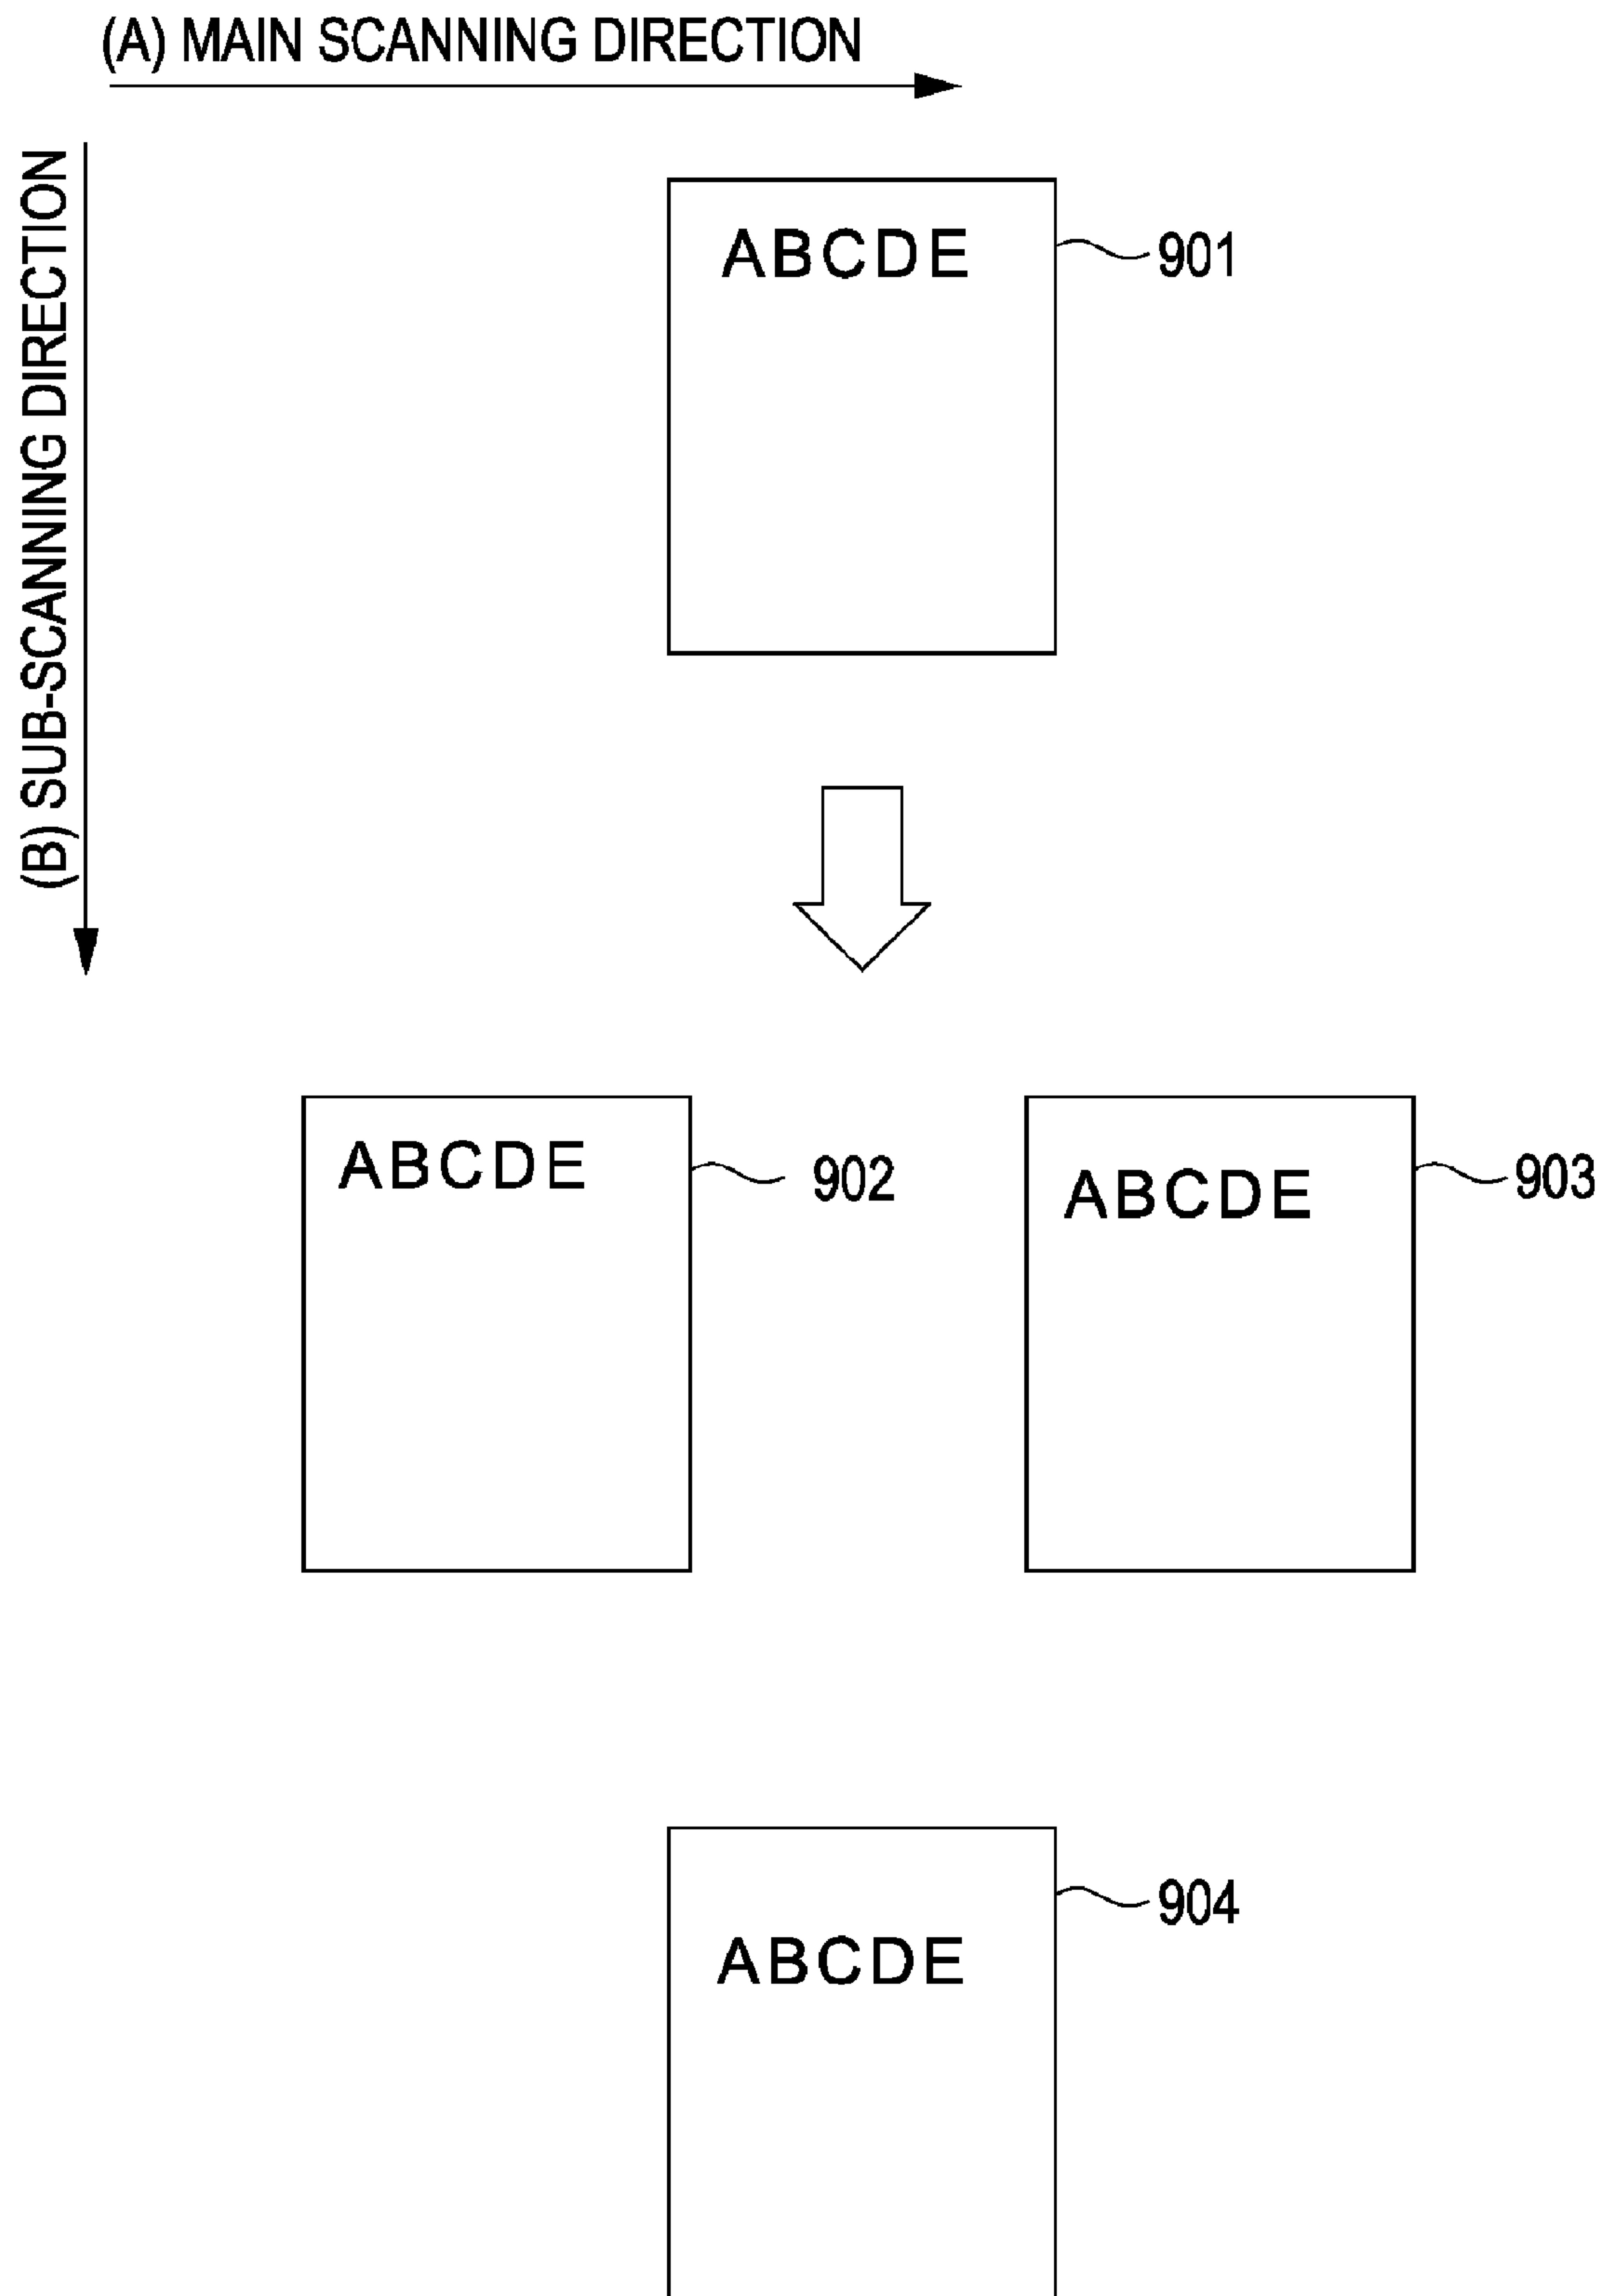 (A) MAIN SCANNING DIRECTION
(B) SUB-SCANNING DIRECTION
ABCDE
901
ABCDE
902
ABCDE
903
ABCDE
904